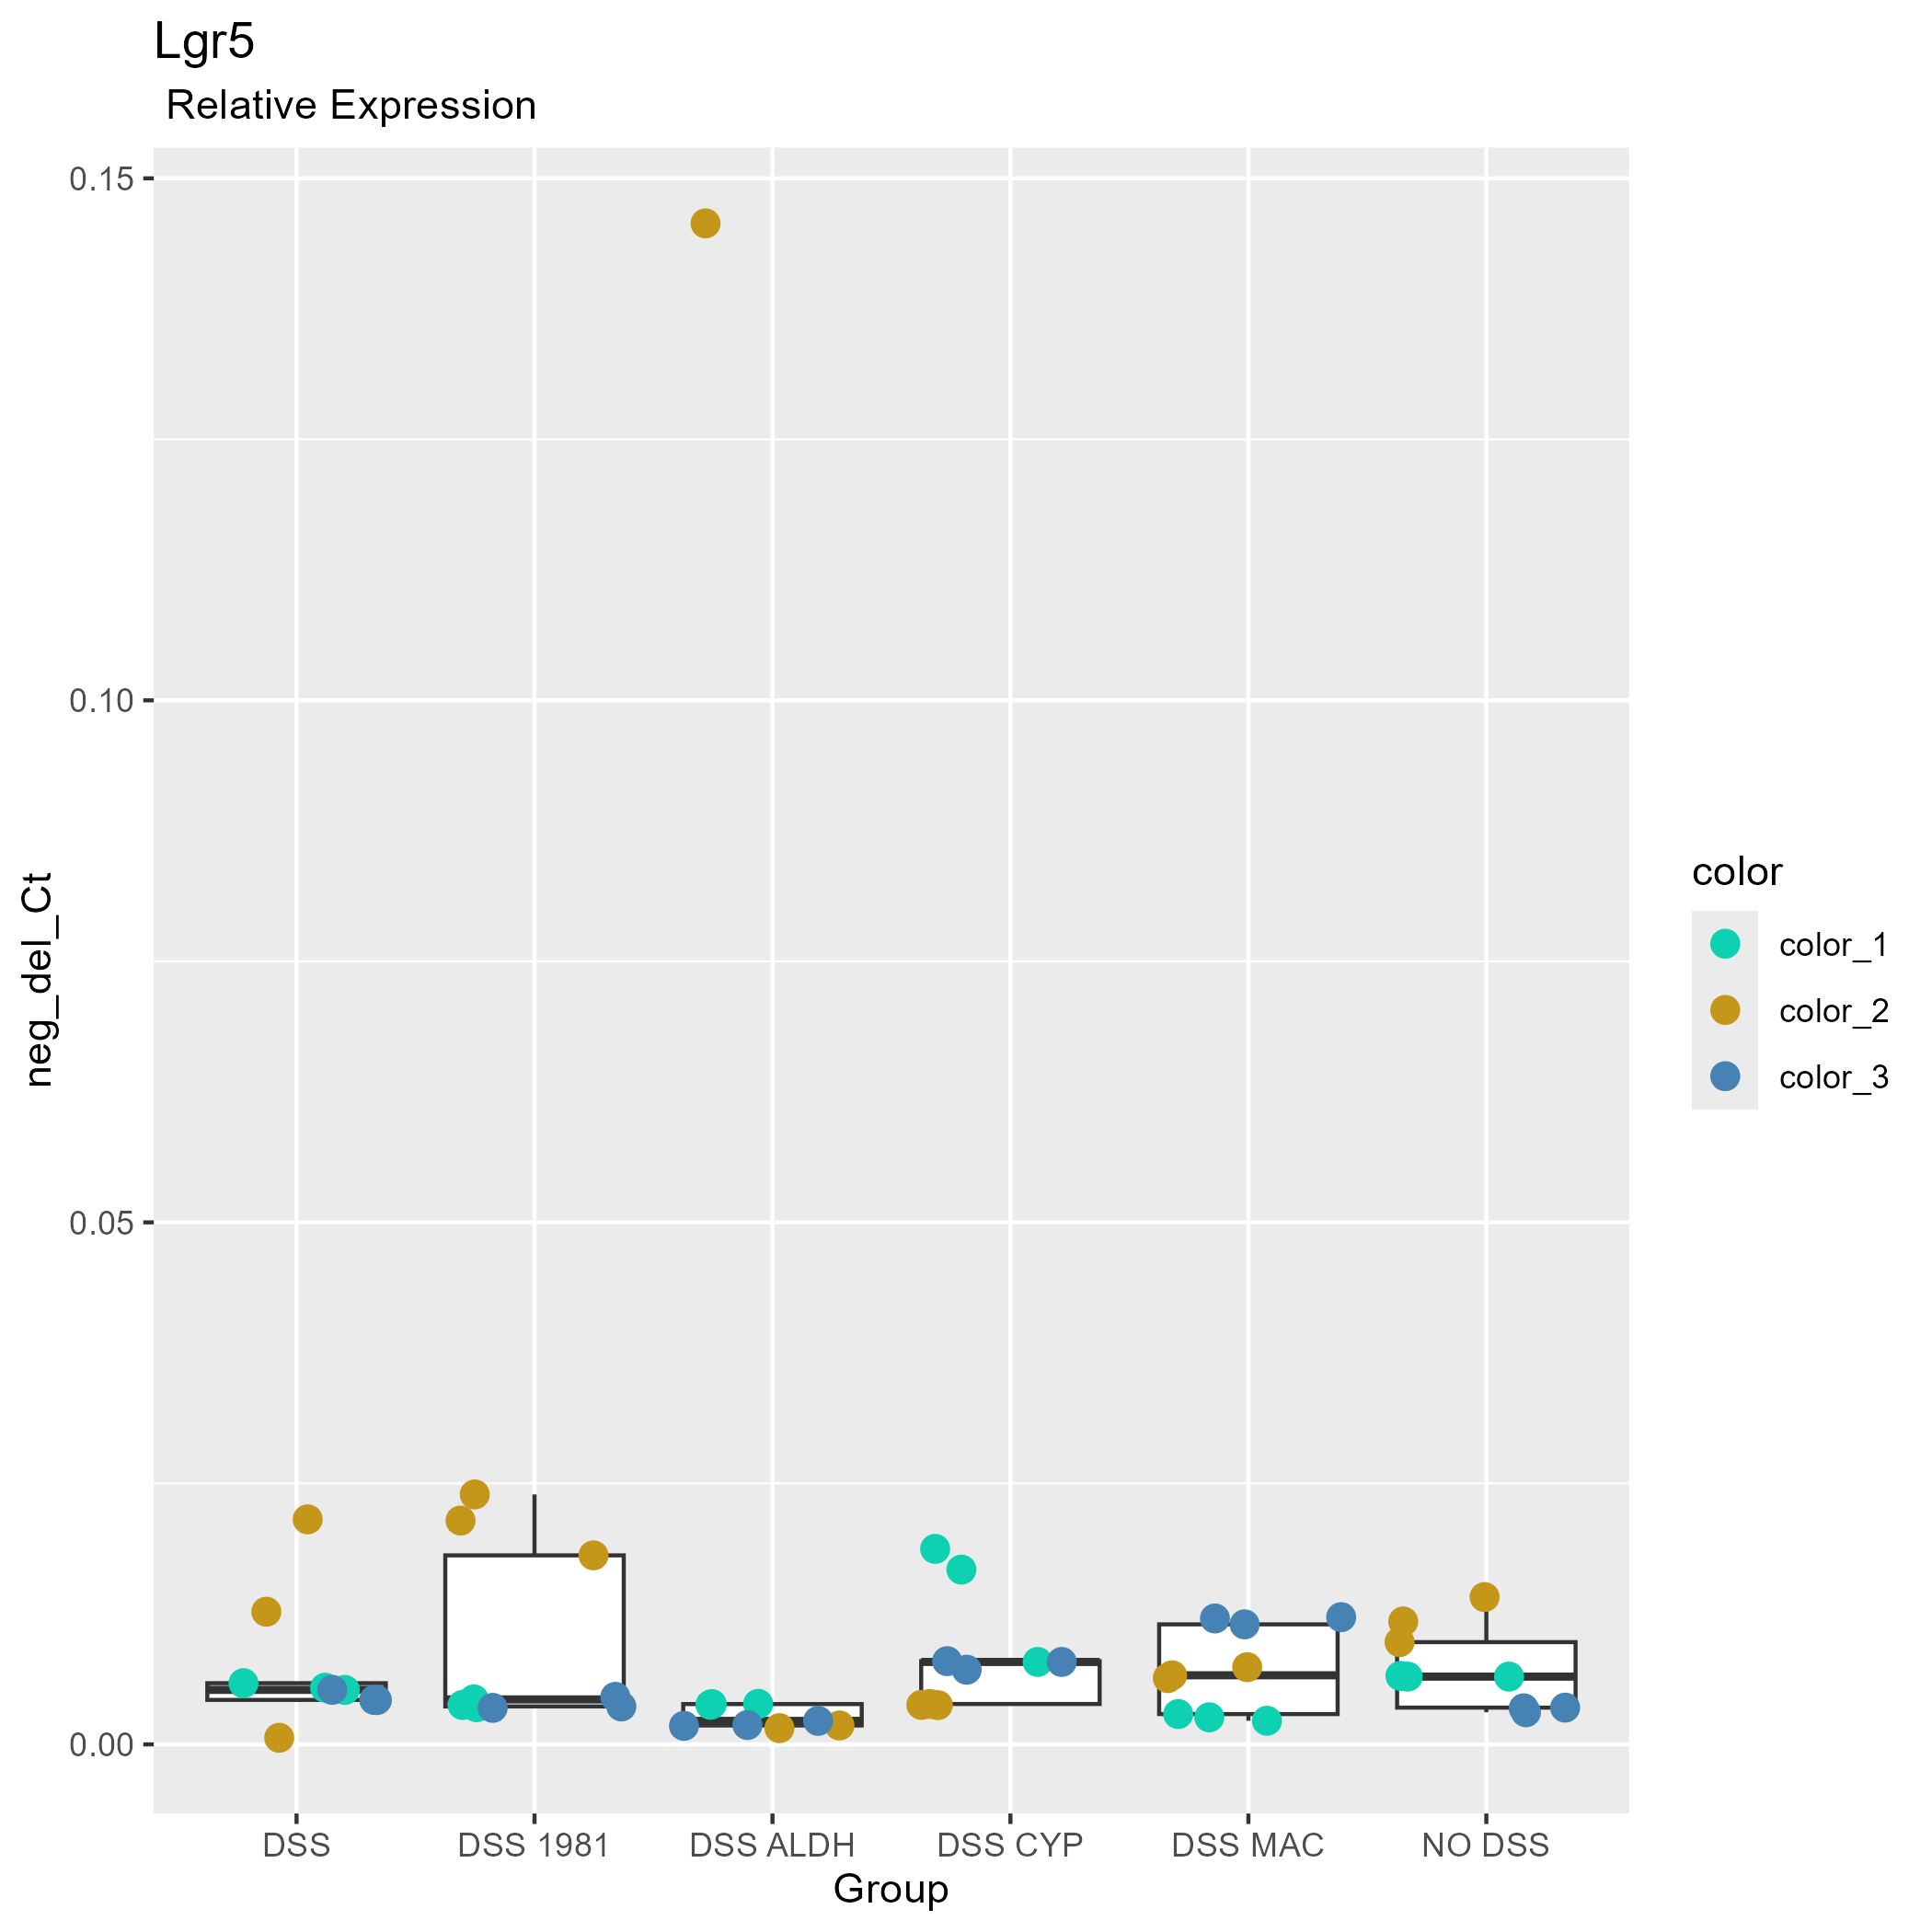 Lgr5
Relative Expression
0.15
0.10
0.05
0.00
neg_del_Ct
DSS
DSS 1981
DSS ALDH
DSS CYP
DSS MAC
NO DSS
Group
color
color_1
color_2
color_3